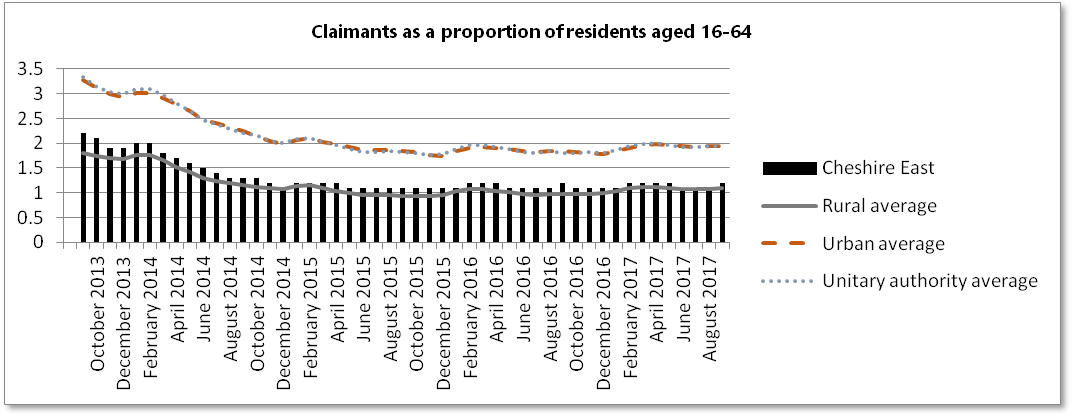 Claimants as a proportion of residents aged 16-64
3.5
3
2.5
2
1.5
1
0.5
0
October 2013
December 2013
February 2014
April 2014
June 2014
August 2014
October 2014
December 2014
February 2015
April 2015
June 2015
August 2015
October 2015
December 2015
February 2016
April 2016
June 2016
August 2016
October 2016
December 2016
February 2017
April 2017
June 2017
August 2017
Cheshire East
Rural average
Urban average
Unitary authority average